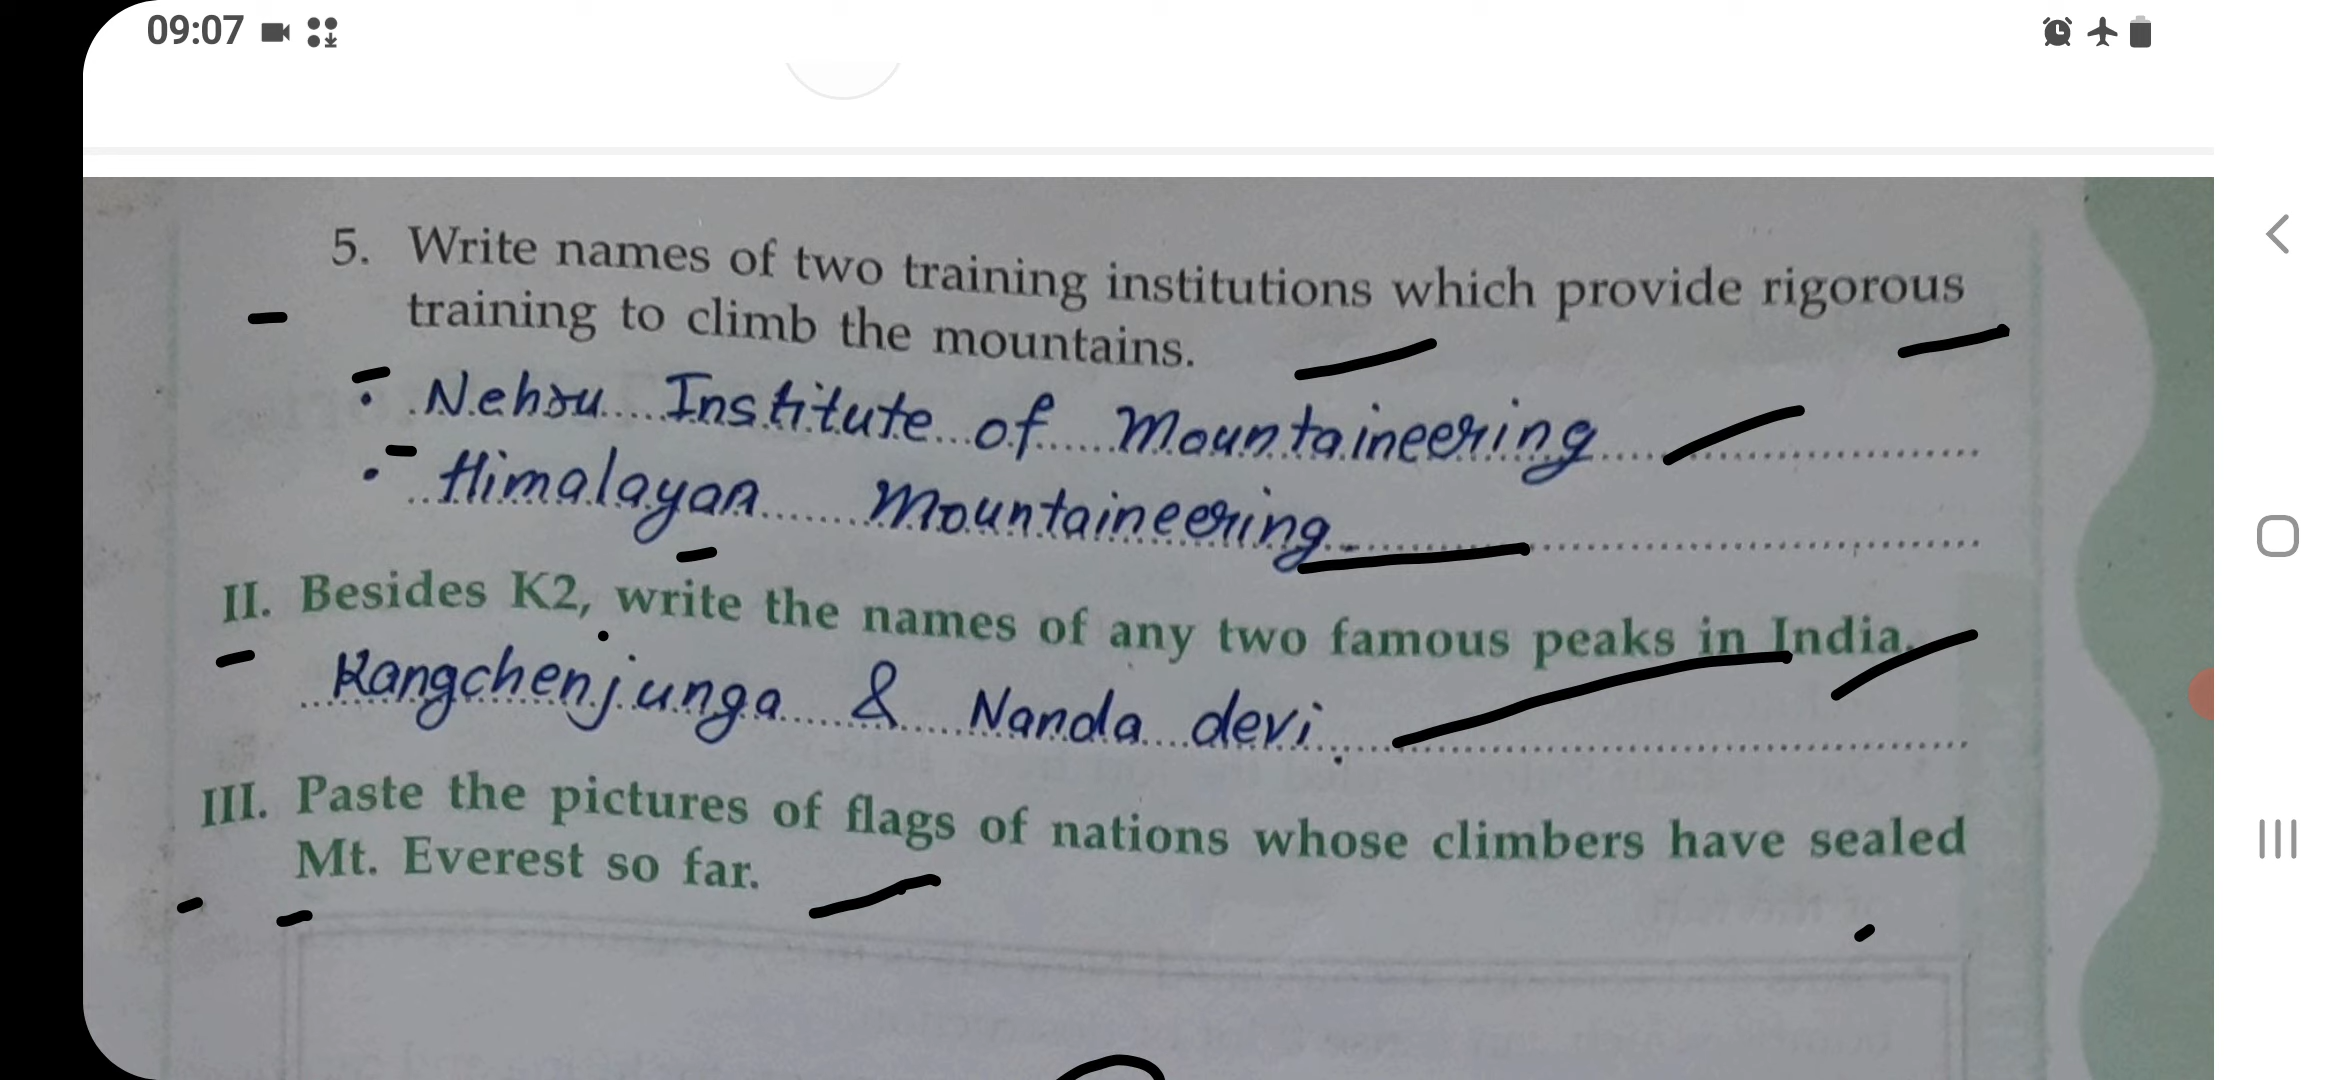 09:07
5. Write names of two training institutions which provide rigorous
training to climb the mountains.
• Nehru Institute of Mountaineering
• Himalayan Mountaineering
II. Besides K2, write the names of any two famous peaks in India.
Kangchenjunga & Nanda devi.
III. Paste the pictures of flags of nations whose climbers have sealed
Mt. Everest so far.